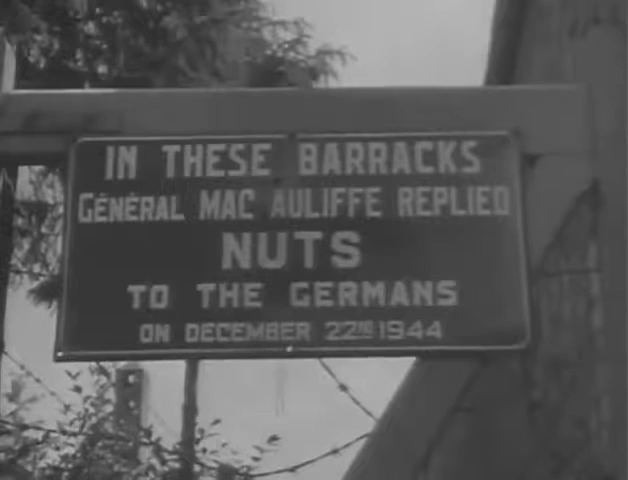 IN THESE BARRACKS
GÉNÉRAL MAC AULIFFE REPLIED
NUTS
TO THE GERMANS
ON DECEMBER 22ND 1944